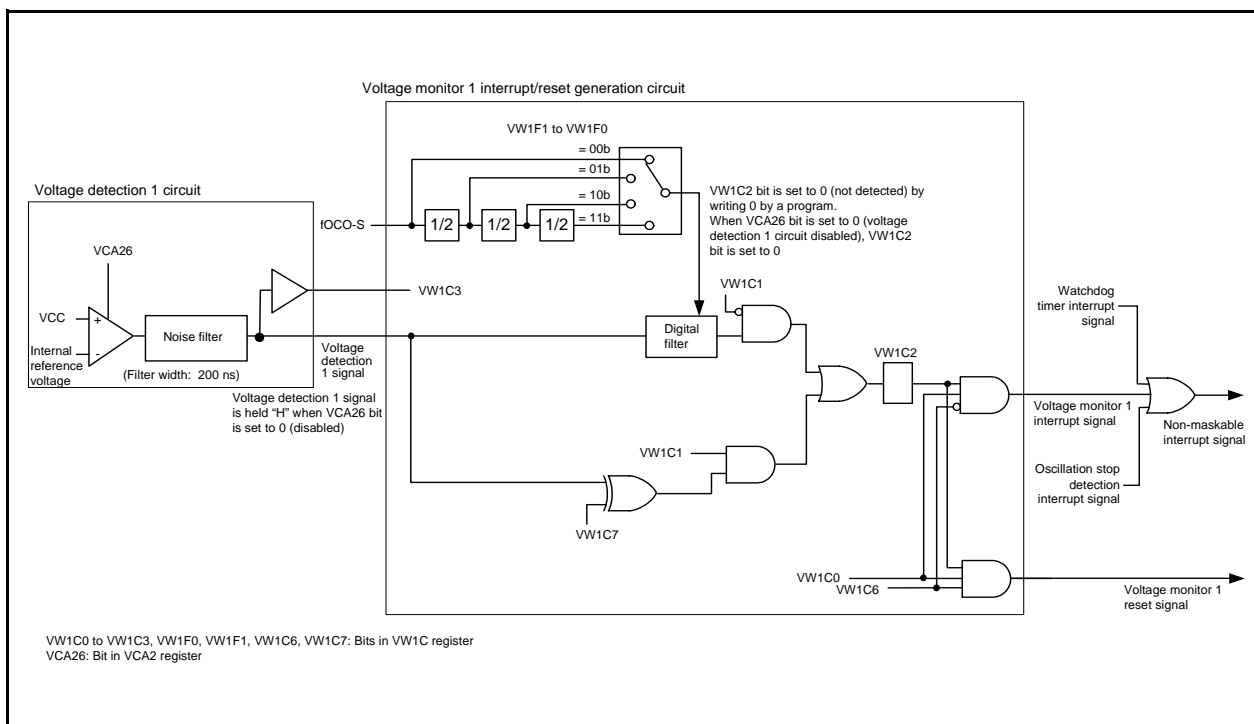 Voltage monitor 1 interrupt/reset generation circuit
VW1F1 to VW1F0
= 00b
= 01b
= 10b
= 11b
fOCO-S
1/2
1/2
1/2
VW1C2 bit is set to 0 (not detected) by
writing 0 by a program.
When VCA26 bit is set to 0 (voltage
detection 1 circuit disabled), VW1C2
bit is set to 0
Voltage detection 1 circuit
VCA26
VCC
+
Internal
reference
voltage
-
Noise filter
(Filter width: 200 ns)
VW1C3
Voltage
detection
1 signal
Voltage detection 1 signal
is held “H” when VCA26 bit
is set to 0 (disabled)
Digital
filter
VW1C1
VW1C2
VW1C1
VW1C7
VW1C0
VW1C6
Watchdog
timer interrupt
signal
Voltage monitor 1
interrupt signal
Non-maskable
interrupt signal
Oscillation stop
detection
interrupt signal
Voltage monitor 1
reset signal
VW1C0 to VW1C3, VW1F0, VW1F1, VW1C6, VW1C7: Bits in VW1C register
VCA26: Bit in VCA2 register